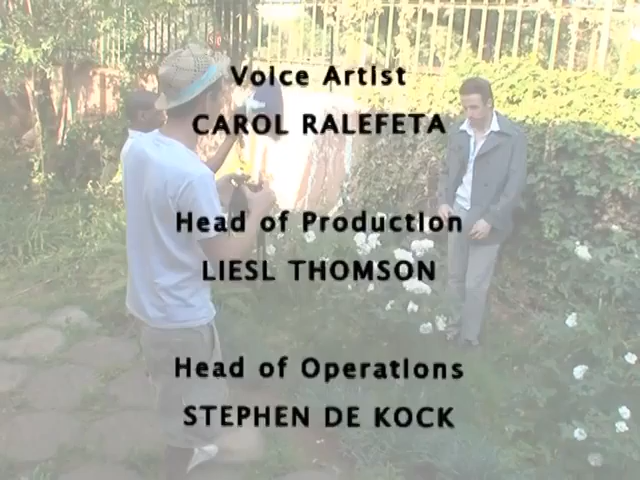 Voice Artist
CAROL RALEFETA
Head of Production
LIESL THOMSON
Head of Operations
STEPHEN DE KOCK